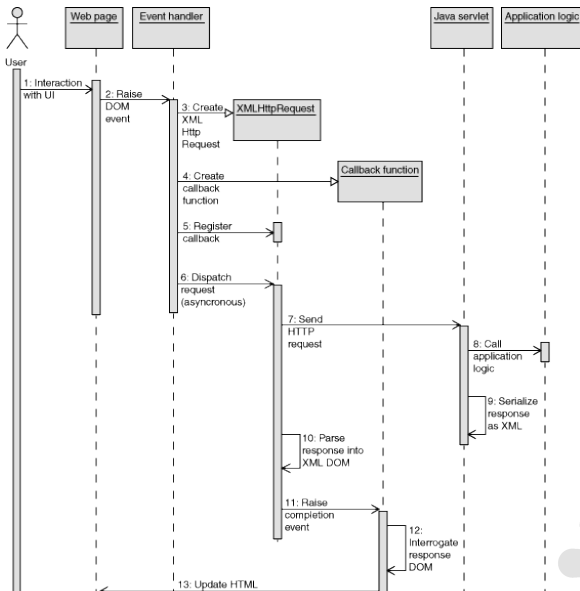 Web page
Event handler
Java servlet
Application logic
User
1: Interaction
with UI
2: Raise
DOM
event
3: Create
XML
Http
Request
XMLHttpRequest
4: Create
callback
function
Callback function
5: Register
callback
6: Dispatch
request
(asyncronous)
7: Send
HTTP
request
8: Call
application
logic
9: Serialize
response
as XML
10: Parse
response into
XML DOM
11: Raise
completion
event
12:
Interrogate
response
DOM
13: Update HTML